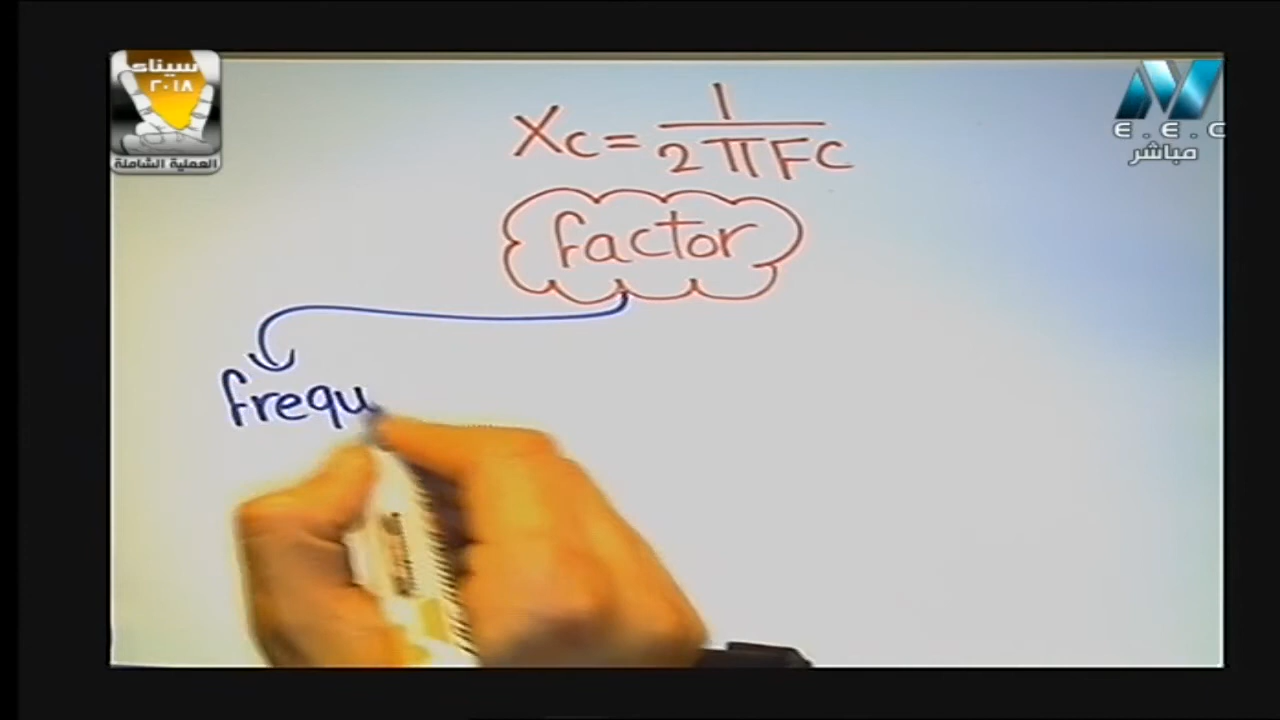 سيناء
٢٠١٨
العملية الشاملة
E.E.C
مباشر
Xc = 1 / 2πFC
factor
frequ